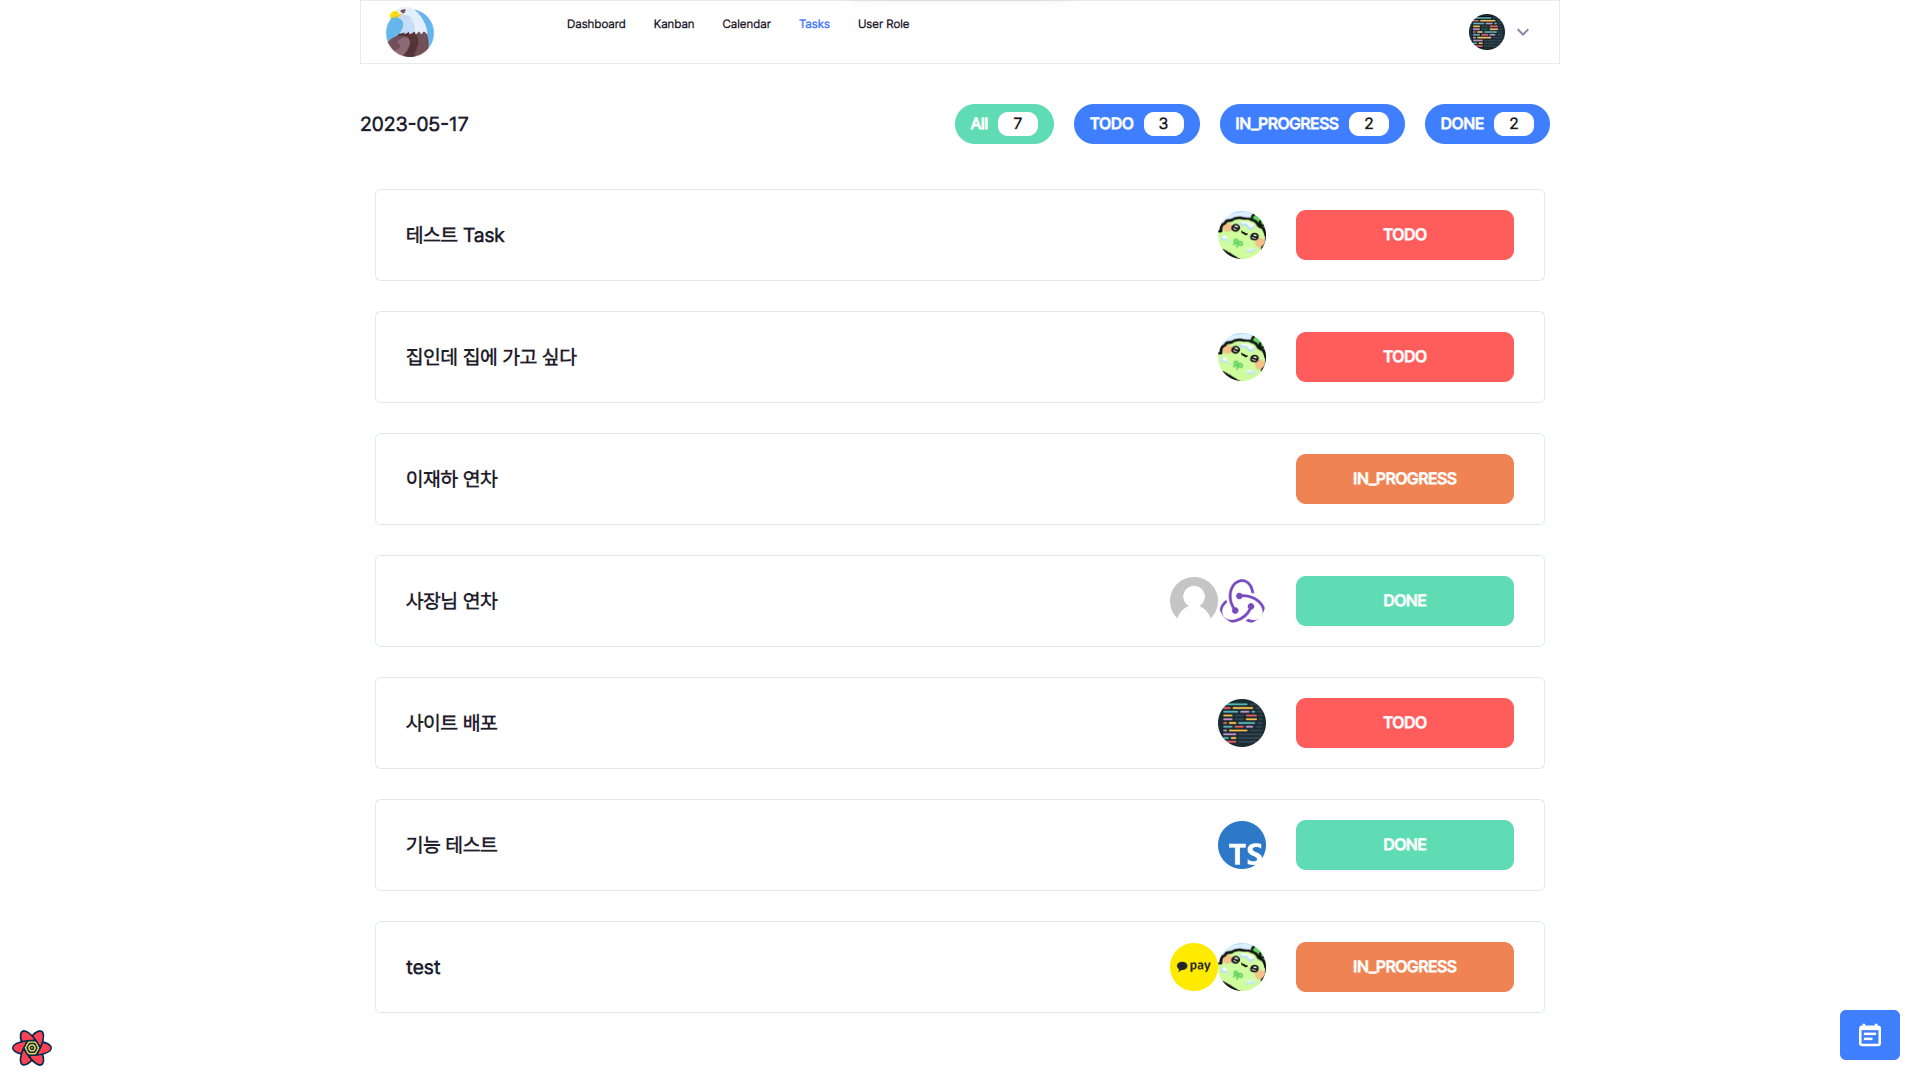 Dashboard Kanban Calendar Tasks User Role
2023-05-17
All 7 TODO 3 IN_PROGRESS 2 DONE 2
테스트 Task TODO
집인데 집에 가고 싶다 TODO
이재하 연차 IN_PROGRESS
사장님 연차 DONE
사이트 배포 TODO
기능 테스트 TS DONE
test pay IN_PROGRESS